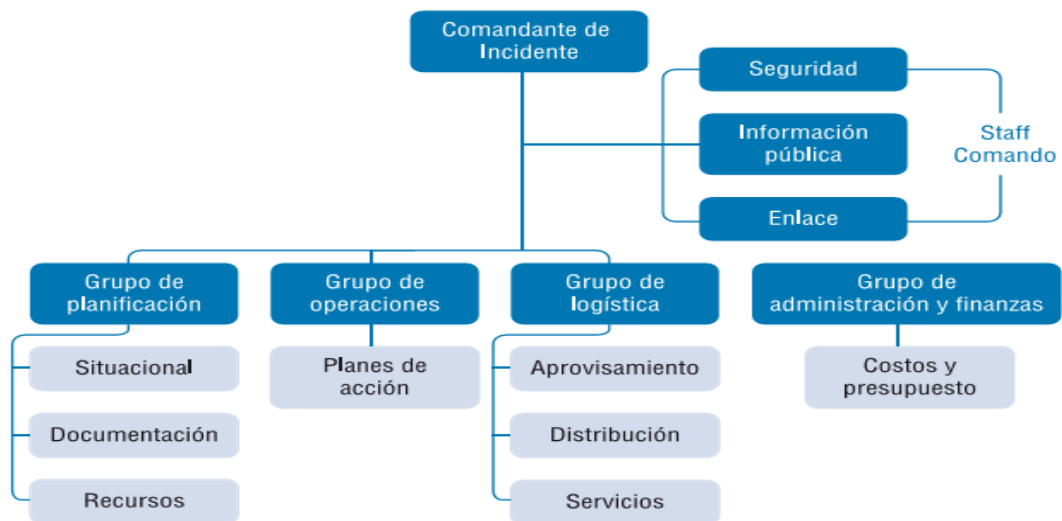 Comandante de
Incidente
Seguridad
Información
pública
Staff
Comando
Enlace
Grupo de
planificación
Grupo de
operaciones
Grupo de
logística
Grupo de
administración y finanzas
Situacional
Planes de
acción
Aprovisamiento
Costos y
presupuesto
Documentación
Distribución
Recursos
Servicios